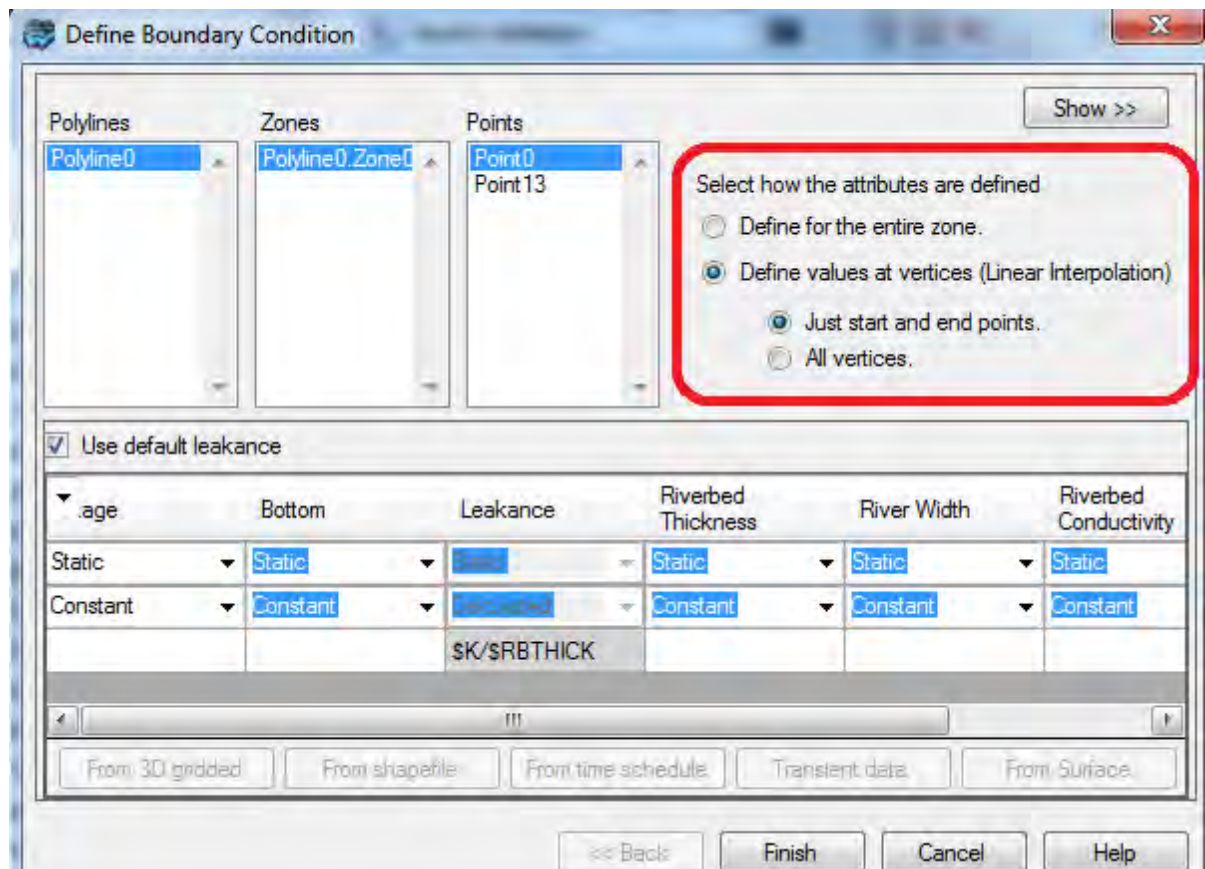 Define Boundary Condition
Show >>
Polylines Zones Points
Polyline0 Polyline0.Zone0 Point0
Point13
Select how the attributes are defined
Define for the entire zone.
Define values at vertices (Linear Interpolation)
Just start and end points.
All vertices.
Use default leakance
.age Bottom Leakance Riverbed Thickness River Width Riverbed Conductivity
Static Static Static Static Static
Constant Constant Calculated Constant Constant Constant
$K/$RBTHICK
From 3D gridded From shapefile From time schedule Transient data From Surface
<< Back Finish Cancel Help